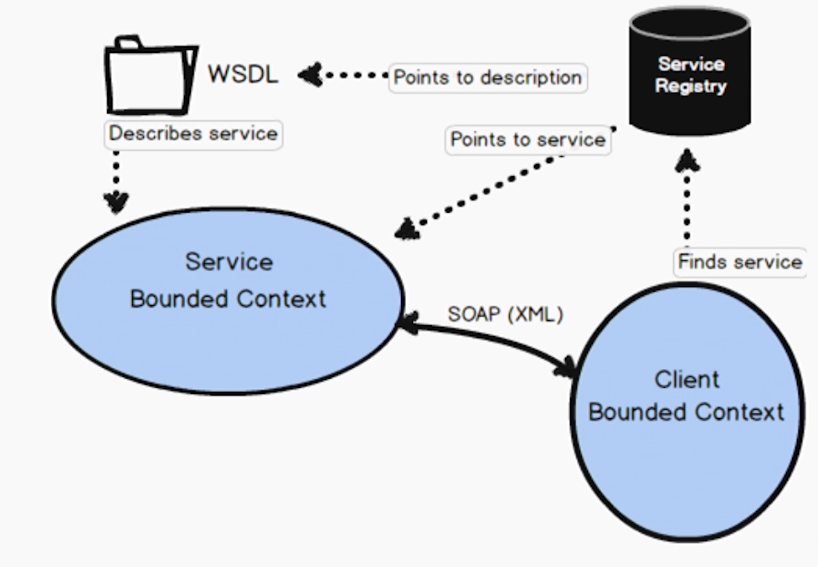 WSDL
Points to description
Service
Registry
Describes service
Points to service
Finds service
Service
Bounded Context
SOAP (XML)
Client
Bounded Context